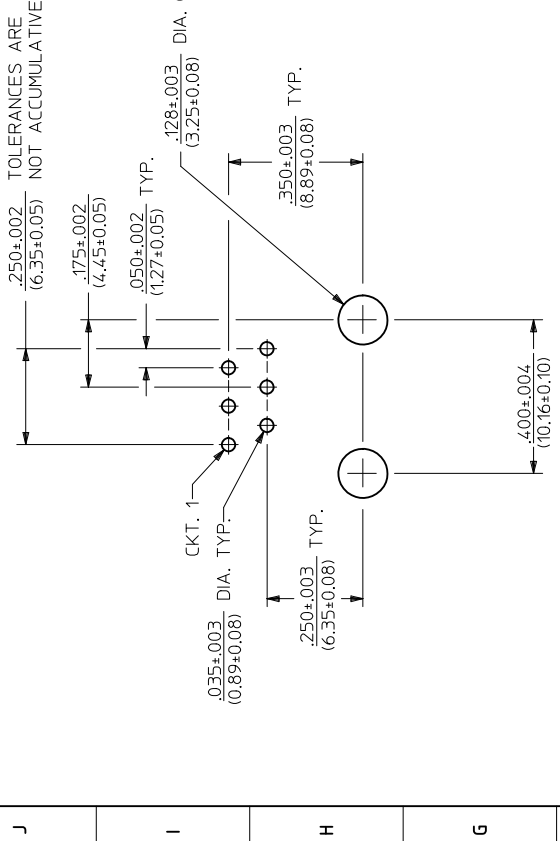 .250±.002 TOLERANCES ARE
(6.35±0.05) NOT ACCUMULATIVE
.175±.002
(4.45±0.05)
.050±.002 TYP.
(1.27±0.05)
.128±.003 DIA.
(3.25±0.08)
.350±.003 TYP.
(8.89±0.08)
CKT. 1
.035±.003 DIA. TYP.
(0.89±0.08)
.250±.003 TYP.
(6.35±0.08)
.400±.004
(10.16±0.10)
J
I
H
G